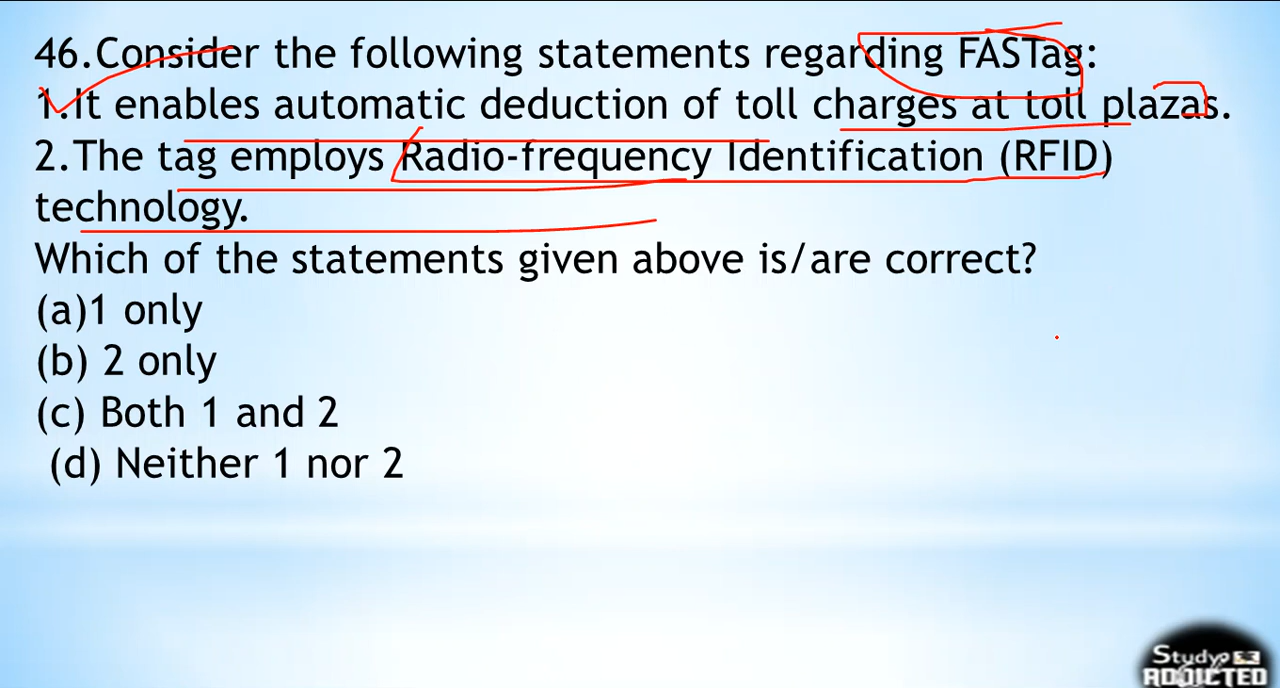 46.Consider the following statements regarding FASTag:
1.It enables automatic deduction of toll charges at toll plazas.
2.The tag employs Radio-frequency Identification (RFID)
technology.
Which of the statements given above is/are correct?
(a)1 only
(b) 2 only
(c) Both 1 and 2
(d) Neither 1 nor 2
Study
ADDICTED